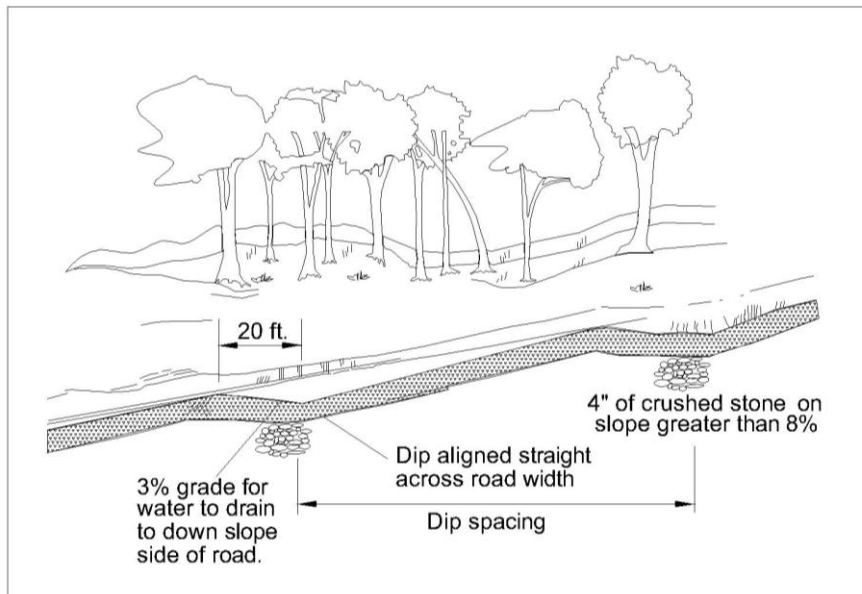 20 ft.
4" of crushed stone on
slope greater than 8%
Dip aligned straight
across road width
3% grade for
water to drain
to down slope
side of road.
Dip spacing